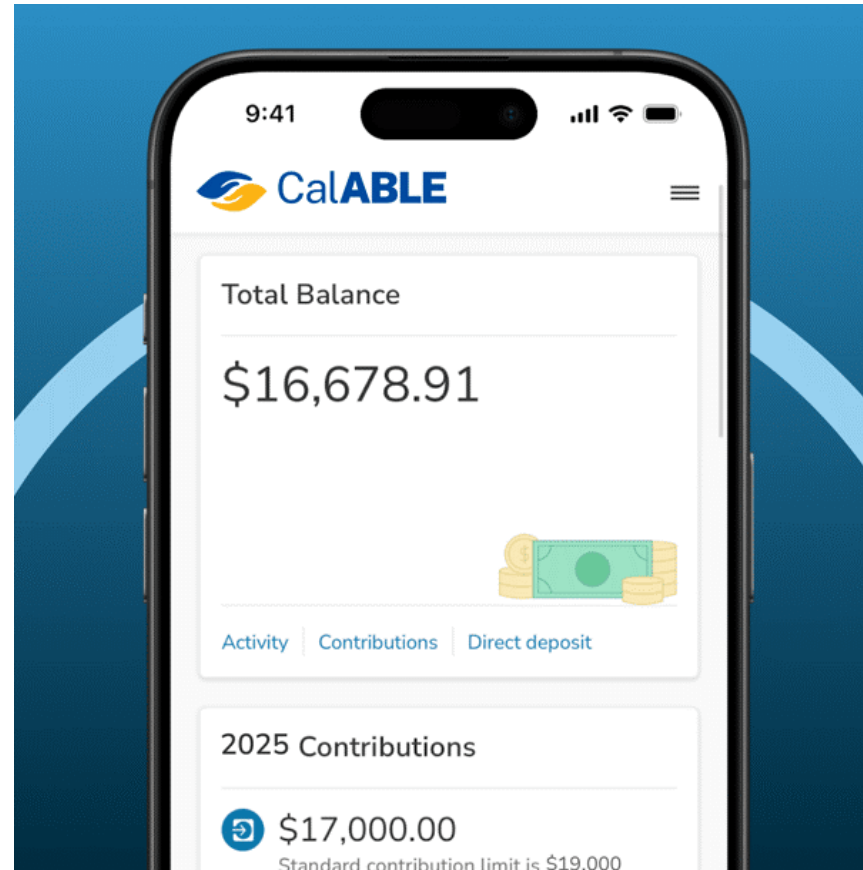 9:41
CalABLE
Total Balance
$16,678.91
$
Activity
Contributions
Direct deposit
2025 Contributions
$17,000.00
Standard contribution limit is $19,000